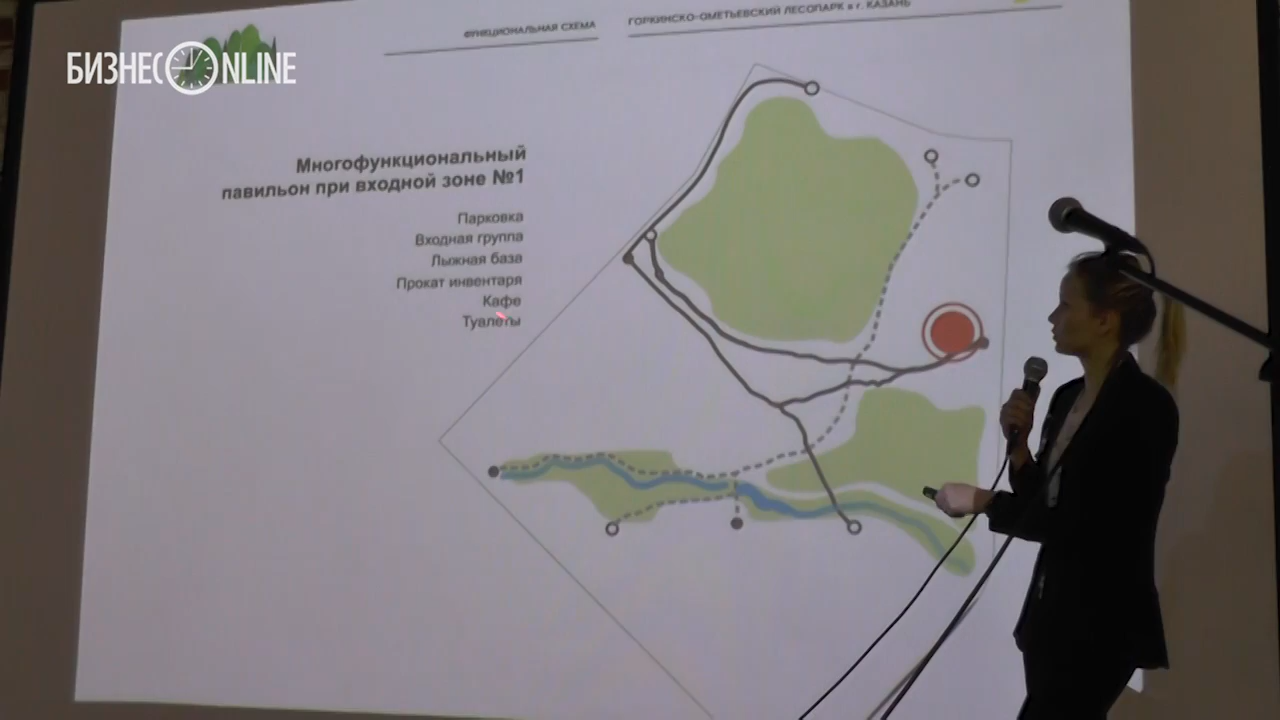 БИЗНЕС ONLINE
ФУНКЦИОНАЛЬНАЯ СХЕМА
ГОРКИНСКО-ОМЕТЬЕВСКИЙ ЛЕСОПАРК в г. КАЗАНЬ
Многофункциональный
павильон при входной зоне №1
Парковка
Входная группа
Лыжная база
Прокат инвентаря
Кафе
Туалеты